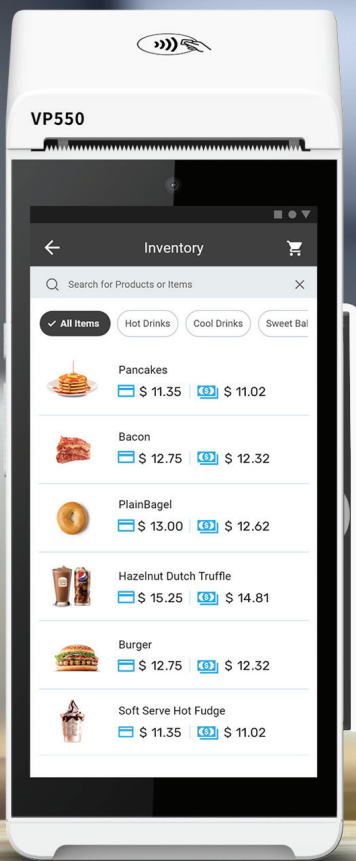 VP550
Inventory
Search for Products or Items
All Items
Hot Drinks
Cool Drinks
Sweet Bal
Pancakes
$ 11.35 $ 11.02
Bacon
$ 12.75 $ 12.32
PlainBagel
$ 13.00 $ 12.62
Hazelnut Dutch Truffle
$ 15.25 $ 14.81
Burger
$ 12.75 $ 12.32
Soft Serve Hot Fudge
$ 11.35 $ 11.02